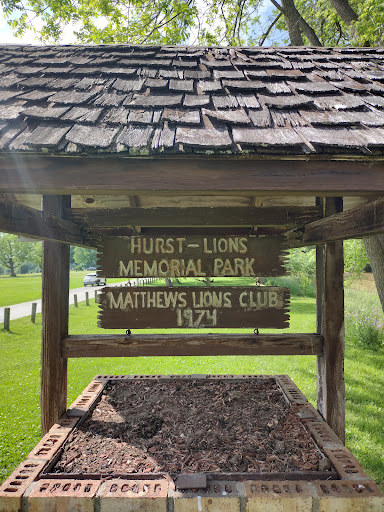 HURST-LIONS
MEMORIAL PARK
MATTHEWS LIONS CLUB
1974